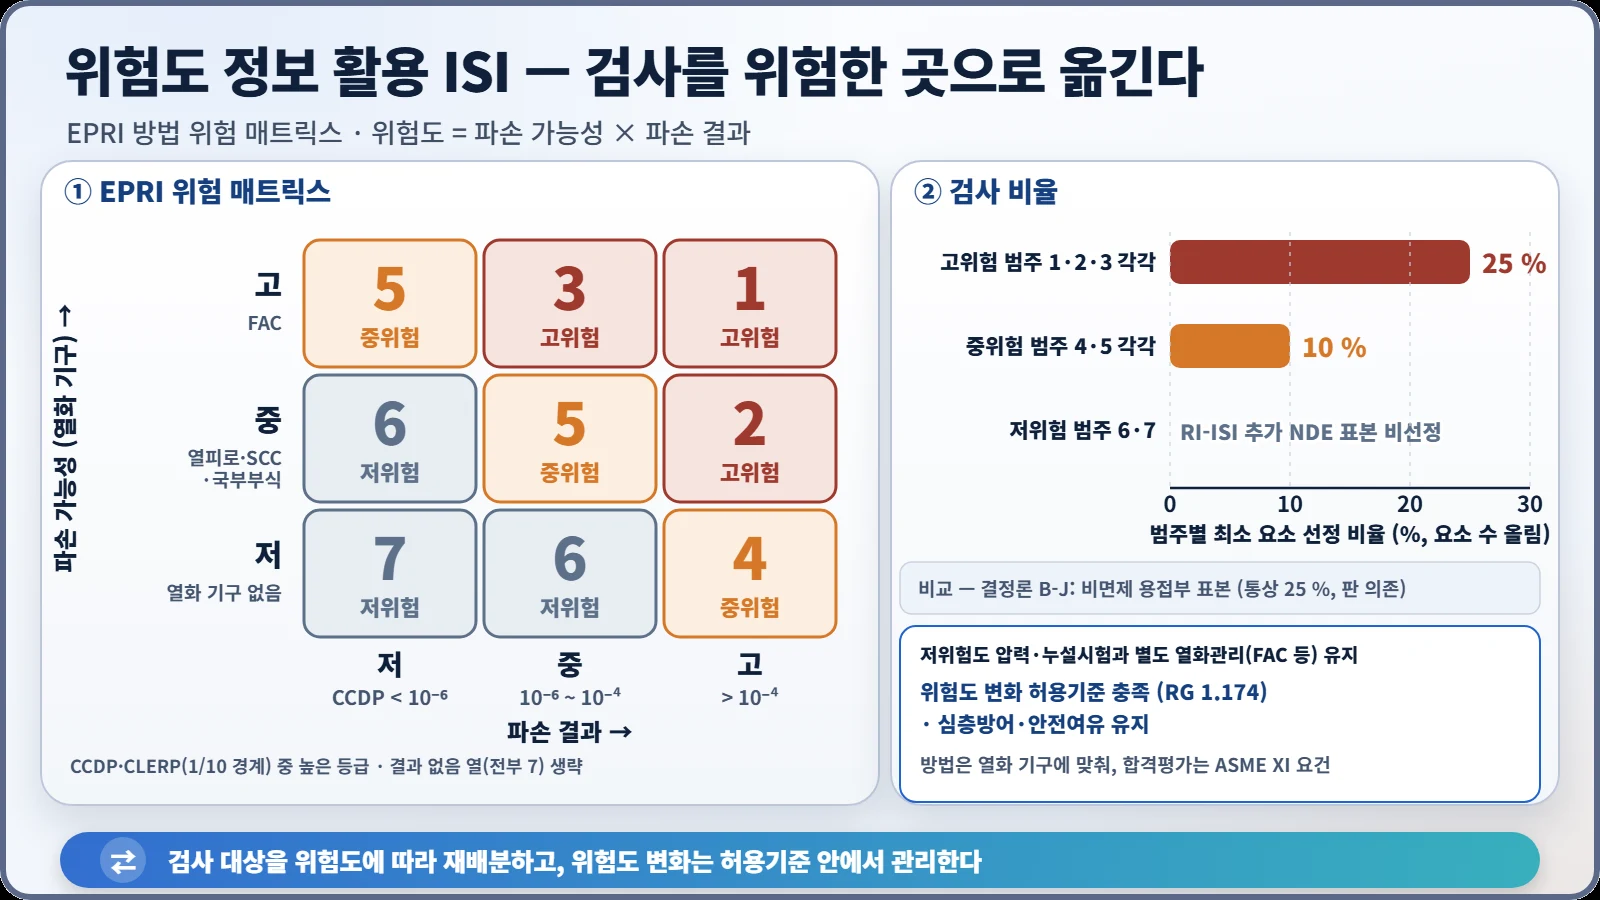 위험도 정보 활용 ISI — 검사를 위험한 곳으로 옮긴다
EPRI 방법 위험 매트릭스 · 위험도 = 파손 가능성 × 파손 결과
① EPRI 위험 매트릭스
파손 가능성 (열화 기구) →
고
FAC
5
중위험
3
고위험
1
고위험
중
열피로·SCC
·국부부식
6
저위험
5
중위험
2
고위험
저
열화 기구 없음
7
저위험
6
저위험
4
중위험
저
중
고
CCDP < 10⁻⁶
10⁻⁶ ~ 10⁻⁴
> 10⁻⁴
파손 결과 →
CCDP·CLERP(1/10 경계) 중 높은 등급 · 결과 없음 열(전부 7) 생략
② 검사 비율
고위험 범주 1·2·3 각각
25 %
중위험 범주 4·5 각각
10 %
저위험 범주 6·7
RI-ISI 추가 NDE 표본 비선정
0 10 20 30
범주별 최소 요소 선정 비율 (%, 요소 수 올림)
비교 — 결정론 B-J: 비면제 용접부 표본 (통상 25 %, 판 의존)
저위험도 압력·누설시험과 별도 열화관리(FAC 등) 유지
위험도 변화 허용기준 충족 (RG 1.174)
· 심층방어·안전여유 유지
방법은 열화 기구에 맞춰, 합격평가는 ASME XI 요건
⇄ 검사 대상을 위험도에 따라 재배분하고, 위험도 변화는 허용기준 안에서 관리한다